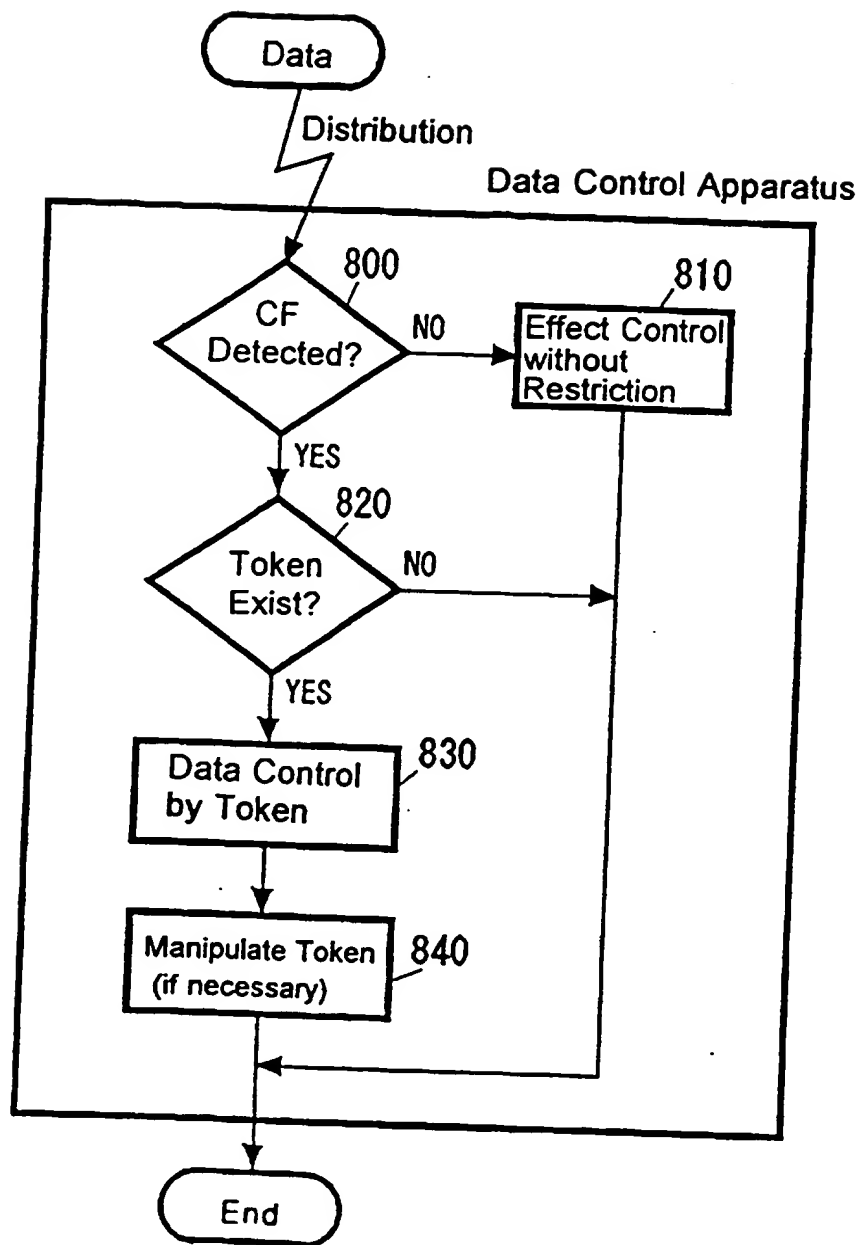 Data
Distribution
Data Control Apparatus
800
CF
Detected?
NO
810
Effect Control
without
Restriction
YES
820
Token
Exist?
NO
YES
Data Control
by Token
830
Manipulate Token
(if necessary)
840
End